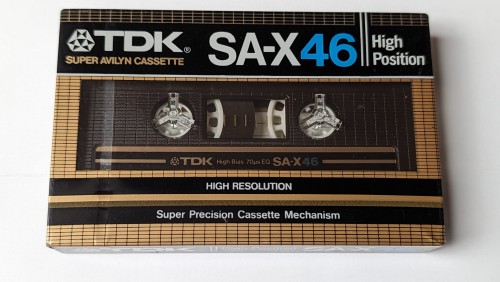 TDK® SA-X46 High
SUPER AVILYN CASSETTE Position
TDK High Bias 70μs EQ SA-X46
HIGH RESOLUTION
Super Precision Cassette Mechanism